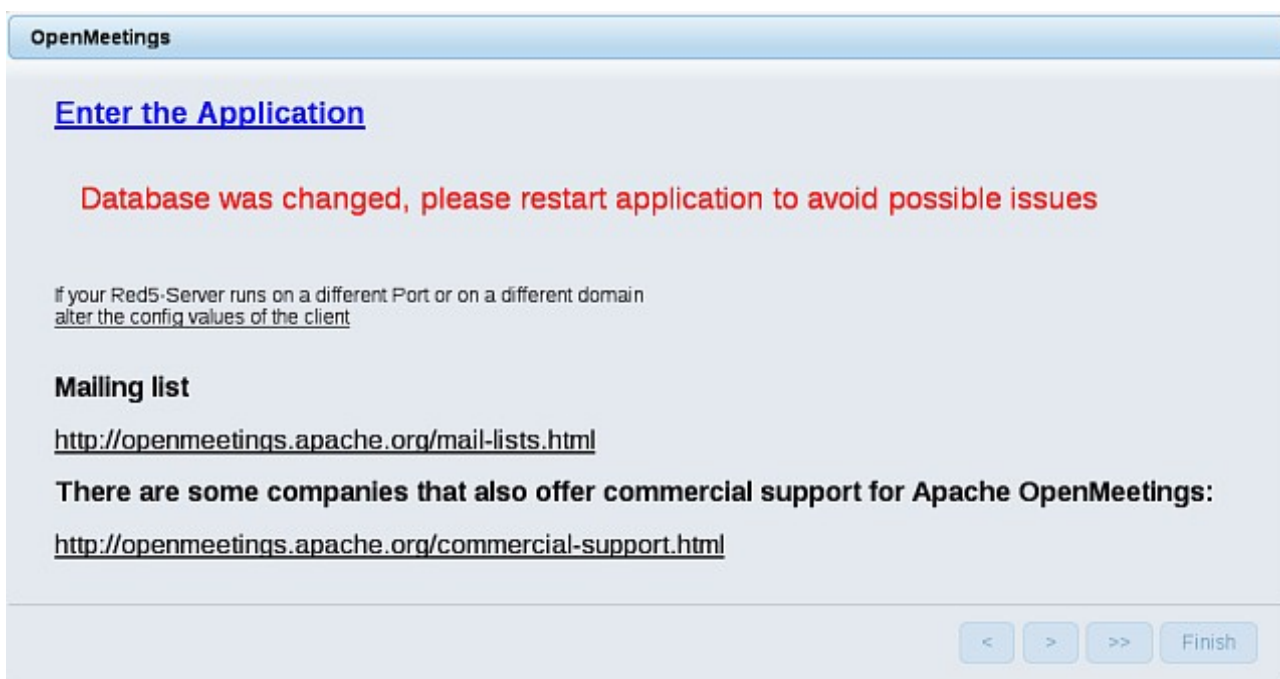 OpenMeetings
Enter the Application
Database was changed, please restart application to avoid possible issues
If your Red5-Server runs on a different Port or on a different domain
alter the config values of the client
Mailing list
http://openmeetings.apache.org/mail-lists.html
There are some companies that also offer commercial support for Apache OpenMeetings:
http://openmeetings.apache.org/commercial-support.html
< > >> Finish